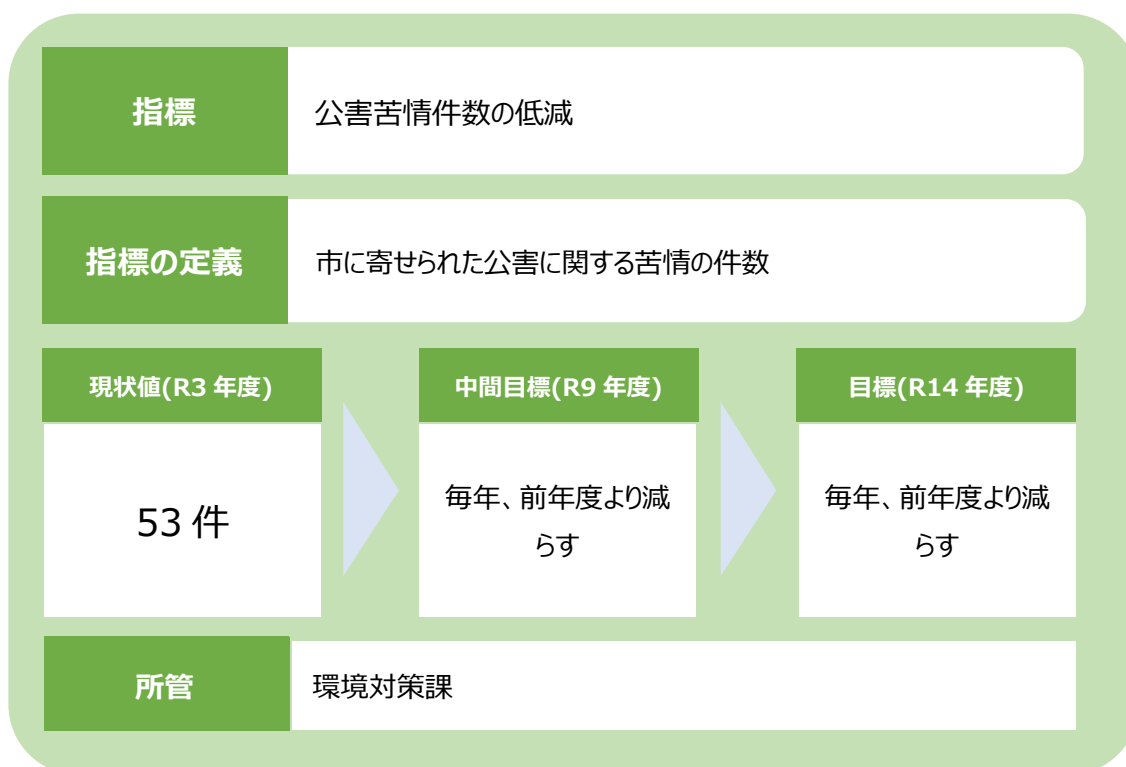 指標
公害苦情件数の低減
指標の定義
市に寄せられた公害に関する苦情の件数
現状値(R3 年度)
中間目標(R9 年度)
目標(R14 年度)
53 件
毎年、前年度より減
らす
毎年、前年度より減
らす
所管
環境対策課